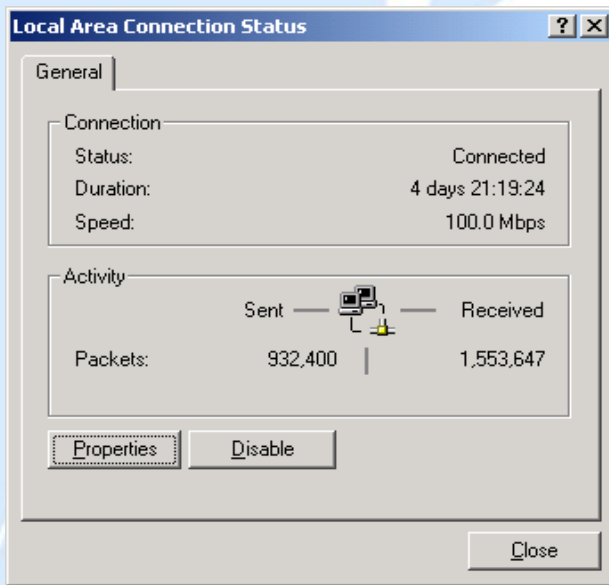 Local Area Connection Status
General
Connection
Status: Connected
Duration: 4 days 21:19:24
Speed: 100.0 Mbps
Activity
Sent Received
Packets: 932,400 1,553,647
Properties Disable
Close